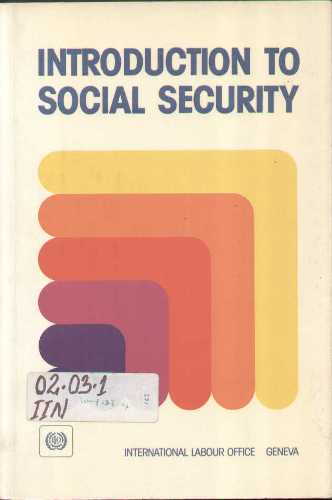 INTRODUCTION TO
SOCIAL SECURITY
02.03.1
IIN
INTERNATIONAL LABOUR OFFICE GENEVA